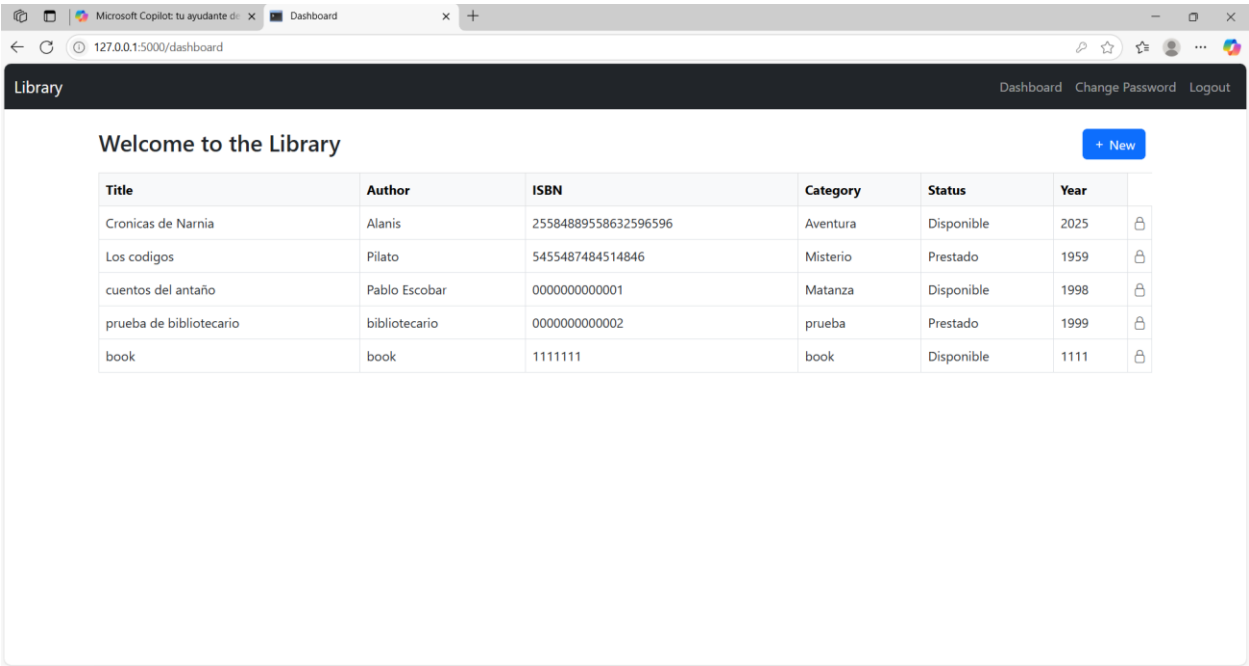 Microsoft Copilot: tu ayudante de Dashboard
127.0.0.1:5000/dashboard
Library Dashboard Change Password Logout
Welcome to the Library + New
Title Author ISBN Category Status Year
Cronicas de Narnia Alanis 25584889558632596596 Aventura Disponible 2025
Los codigos Pilato 5455487484514846 Misterio Prestado 1959
cuentos del antaño Pablo Escobar 0000000000001 Matanza Disponible 1998
prueba de bibliotecario bibliotecario 0000000000002 prueba Prestado 1999
book book 1111111 book Disponible 1111